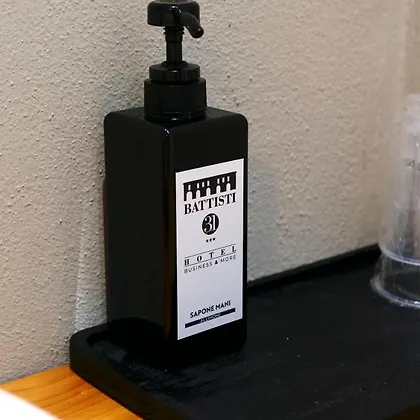 BATTISTI
31
★★★
HOTEL
BUSINESS & MORE
SAPONE MANI